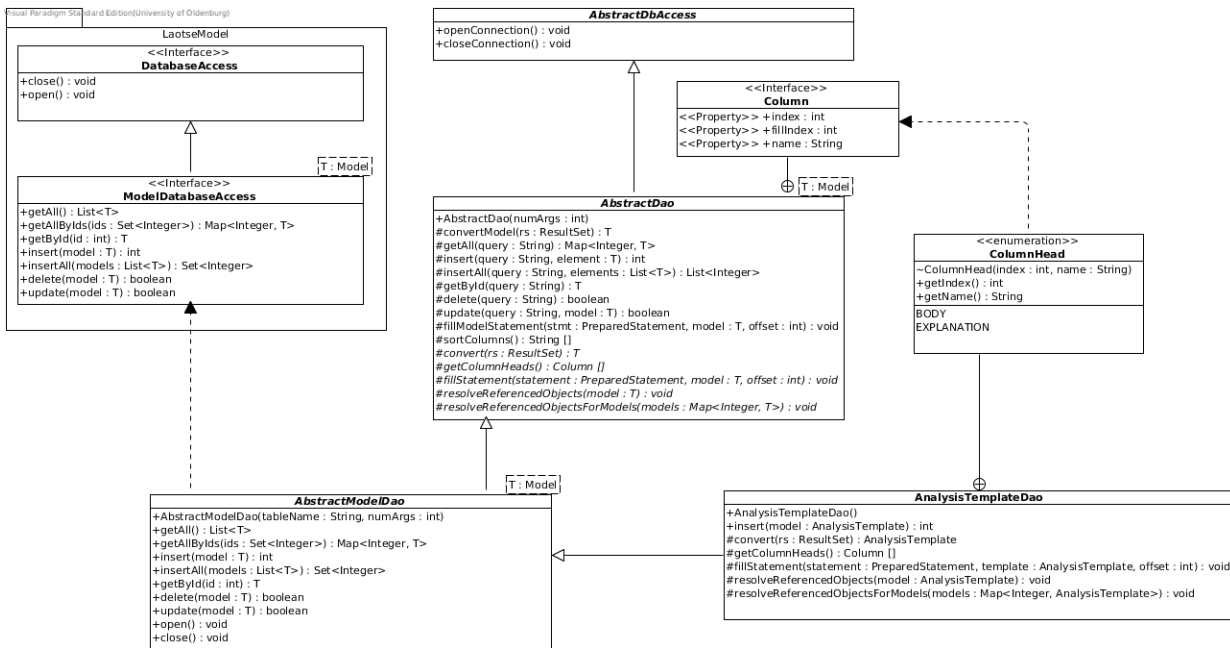 Visual Paradigm Standard Edition(University of Oldenburg)
LaotseModel
<<Interface>>
DatabaseAccess
+close() : void
+open() : void
T : Model
<<Interface>>
ModelDatabaseAccess
+getAll() : List<T>
+getAllByIds(ids : Set<Integer>) : Map<Integer, T>
+getById(id : int) : T
+insert(model : T) : int
+insertAll(models : List<T>) : Set<Integer>
+delete(model : T) : boolean
+update(model : T) : boolean
AbstractDbAccess
+openConnection() : void
+closeConnection() : void
<<Interface>>
Column
<<Property>> +index : int
<<Property>> +fillIndex : int
<<Property>> +name : String
T : Model
AbstractDao
+AbstractDao(numArgs : int)
#convertModel(rs : ResultSet) : T
#getAll(query : String) : Map<Integer, T>
#insert(query : String, element : T) : int
#insertAll(query : String, elements : List<T>) : List<Integer>
#getById(query : String) : T
#delete(query : String) : boolean
#update(query : String, model : T) : boolean
#fillModelStatement(stmt : PreparedStatement, model : T, offset : int) : void
#sortColumns() : String []
#convert(rs : ResultSet) : T
#getColumnHeads() : Column []
#fillStatement(statement : PreparedStatement, model : T, offset : int) : void
#resolveReferencedObjects(model : T) : void
#resolveReferencedObjectsForModels(models : Map<Integer, T>) : void
<<enumeration>>
ColumnHead
~ColumnHead(index : int, name : String)
+getIndex() : int
+getName() : String
BODY
EXPLANATION
T : Model
AbstractModelDao
+AbstractModelDao(tableName : String, numArgs : int)
+getAll() : List<T>
+getAllByIds(ids : Set<Integer>) : Map<Integer, T>
+insert(model : T) : int
+insertAll(models : List<T>) : Set<Integer>
+getById(id : int) : T
+delete(model : T) : boolean
+update(model : T) : boolean
+open() : void
+close() : void
AnalysisTemplateDao
+AnalysisTemplateDao()
+insert(model : AnalysisTemplate) : int
#convert(rs : ResultSet) : AnalysisTemplate
#getColumnHeads() : Column []
#fillStatement(statement : PreparedStatement, template : AnalysisTemplate, offset : int) : void
#resolveReferencedObjects(model : AnalysisTemplate) : void
#resolveReferencedObjectsForModels(models : Map<Integer, AnalysisTemplate>) : void